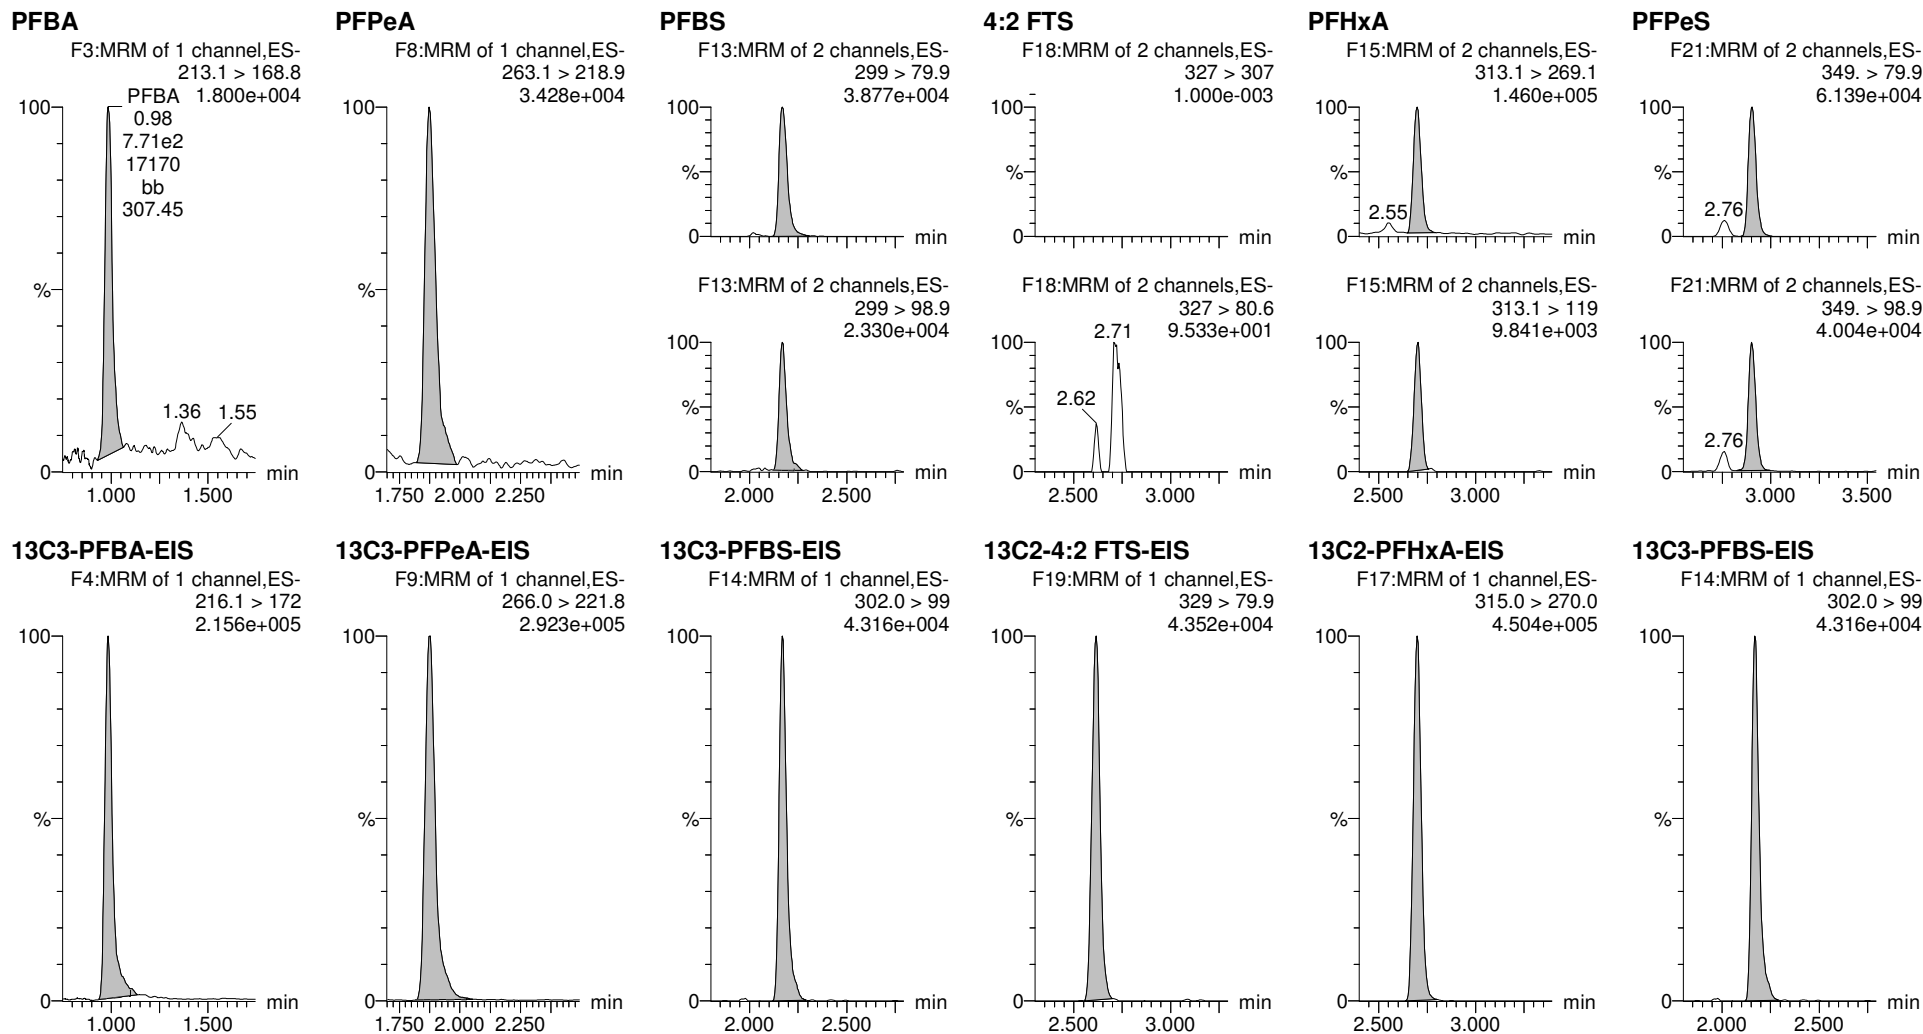 PFBA
F3:MRM of 1 channel,ES-
213.1 > 168.8
1.800e+004
PFBA
0.98
7.71e2
17170
bb
307.45
100
%
0
1.36
1.55
min
1.000
1.500
PFPeA
F8:MRM of 1 channel,ES-
263.1 > 218.9
3.428e+004
100
%
0
min
1.750
2.000
2.250
PFBS
F13:MRM of 2 channels,ES-
299 > 79.9
3.877e+004
100
%
0
min
F13:MRM of 2 channels,ES-
299 > 98.9
2.330e+004
100
%
0
min
2.000
2.500
4:2 FTS
F18:MRM of 2 channels,ES-
327 > 307
1.000e-003
100
%
0
min
F18:MRM of 2 channels,ES-
327 > 80.6
9.533e+001
2.71
2.62
100
%
0
min
2.500
3.000
PFHxA
F15:MRM of 2 channels,ES-
313.1 > 269.1
1.460e+005
100
%
2.55
0
min
F15:MRM of 2 channels,ES-
313.1 > 119
9.841e+003
100
%
0
min
2.500
3.000
PFPeS
F21:MRM of 2 channels,ES-
349. > 79.9
6.139e+004
100
%
2.76
0
min
F21:MRM of 2 channels,ES-
349. > 98.9
4.004e+004
100
%
2.76
0
min
3.000
3.500
13C3-PFBA-EIS
F4:MRM of 1 channel,ES-
216.1 > 172
2.156e+005
100
%
0
min
1.000
1.500
13C3-PFPeA-EIS
F9:MRM of 1 channel,ES-
266.0 > 221.8
2.923e+005
100
%
0
min
1.750
2.000
2.250
13C3-PFBS-EIS
F14:MRM of 1 channel,ES-
302.0 > 99
4.316e+004
100
%
0
min
2.000
2.500
13C2-4:2 FTS-EIS
F19:MRM of 1 channel,ES-
329 > 79.9
4.352e+004
100
%
0
min
2.500
3.000
13C2-PFHxA-EIS
F17:MRM of 1 channel,ES-
315.0 > 270.0
4.504e+005
100
%
0
min
2.500
3.000
13C3-PFBS-EIS
F14:MRM of 1 channel,ES-
302.0 > 99
4.316e+004
100
%
0
min
2.000
2.500